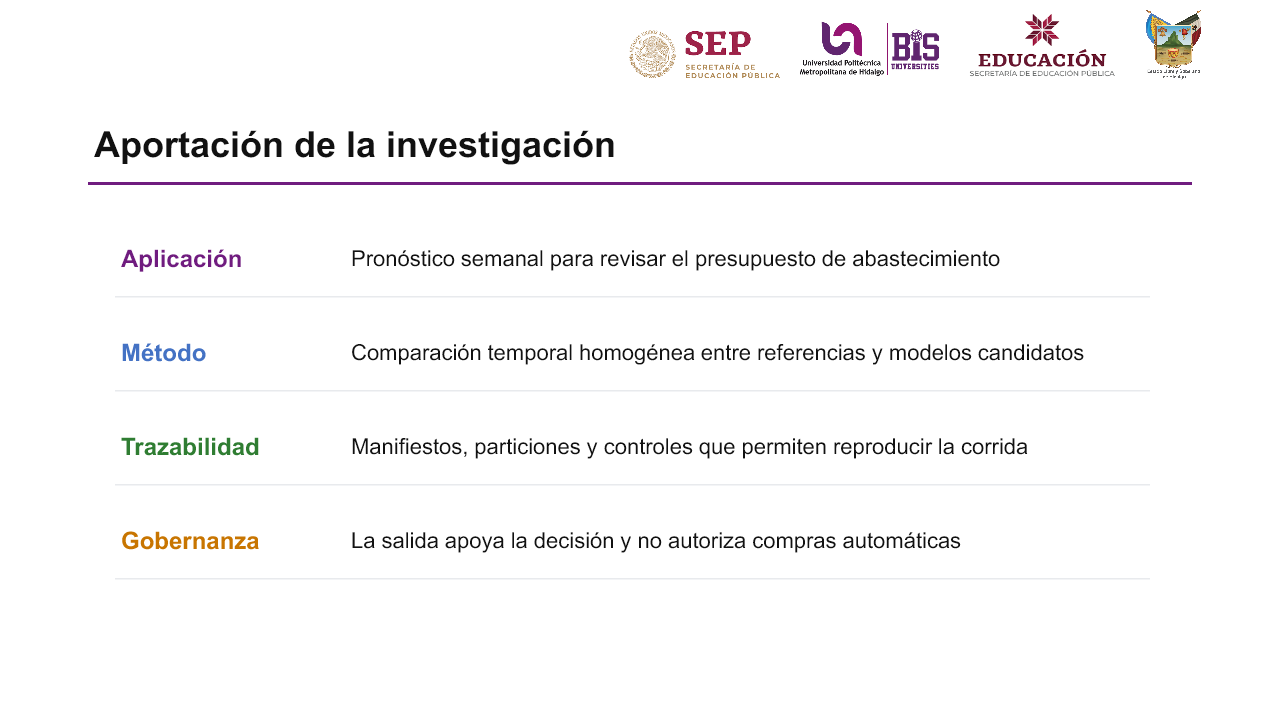 SEP
SECRETARÍA DE
EDUCACIÓN PÚBLICA
Universidad Politécnica
Metropolitana de Hidalgo
BIS
UNIVERSITIES
EDUCACIÓN
SECRETARÍA DE EDUCACIÓN PÚBLICA
Aportación de la investigación
Aplicación Pronóstico semanal para revisar el presupuesto de abastecimiento
Método Comparación temporal homogénea entre referencias y modelos candidatos
Trazabilidad Manifiestos, particiones y controles que permiten reproducir la corrida
Gobernanza La salida apoya la decisión y no autoriza compras automáticas